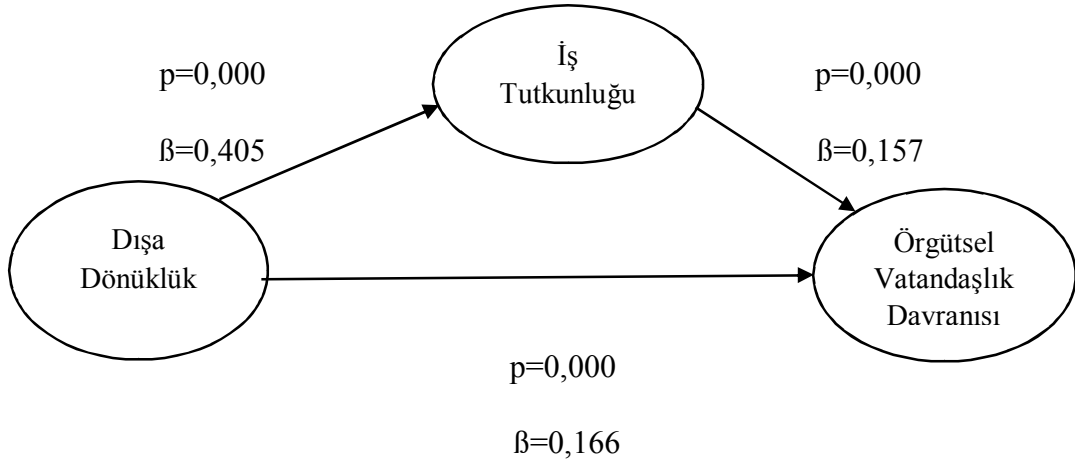 p=0,000
ß=0,405
İş
Tutkunluğu
p=0,000
ß=0,157
Dışa
Dönüklük
Örgütsel
Vatandaşlık
Davranısı
p=0,000
ß=0,166